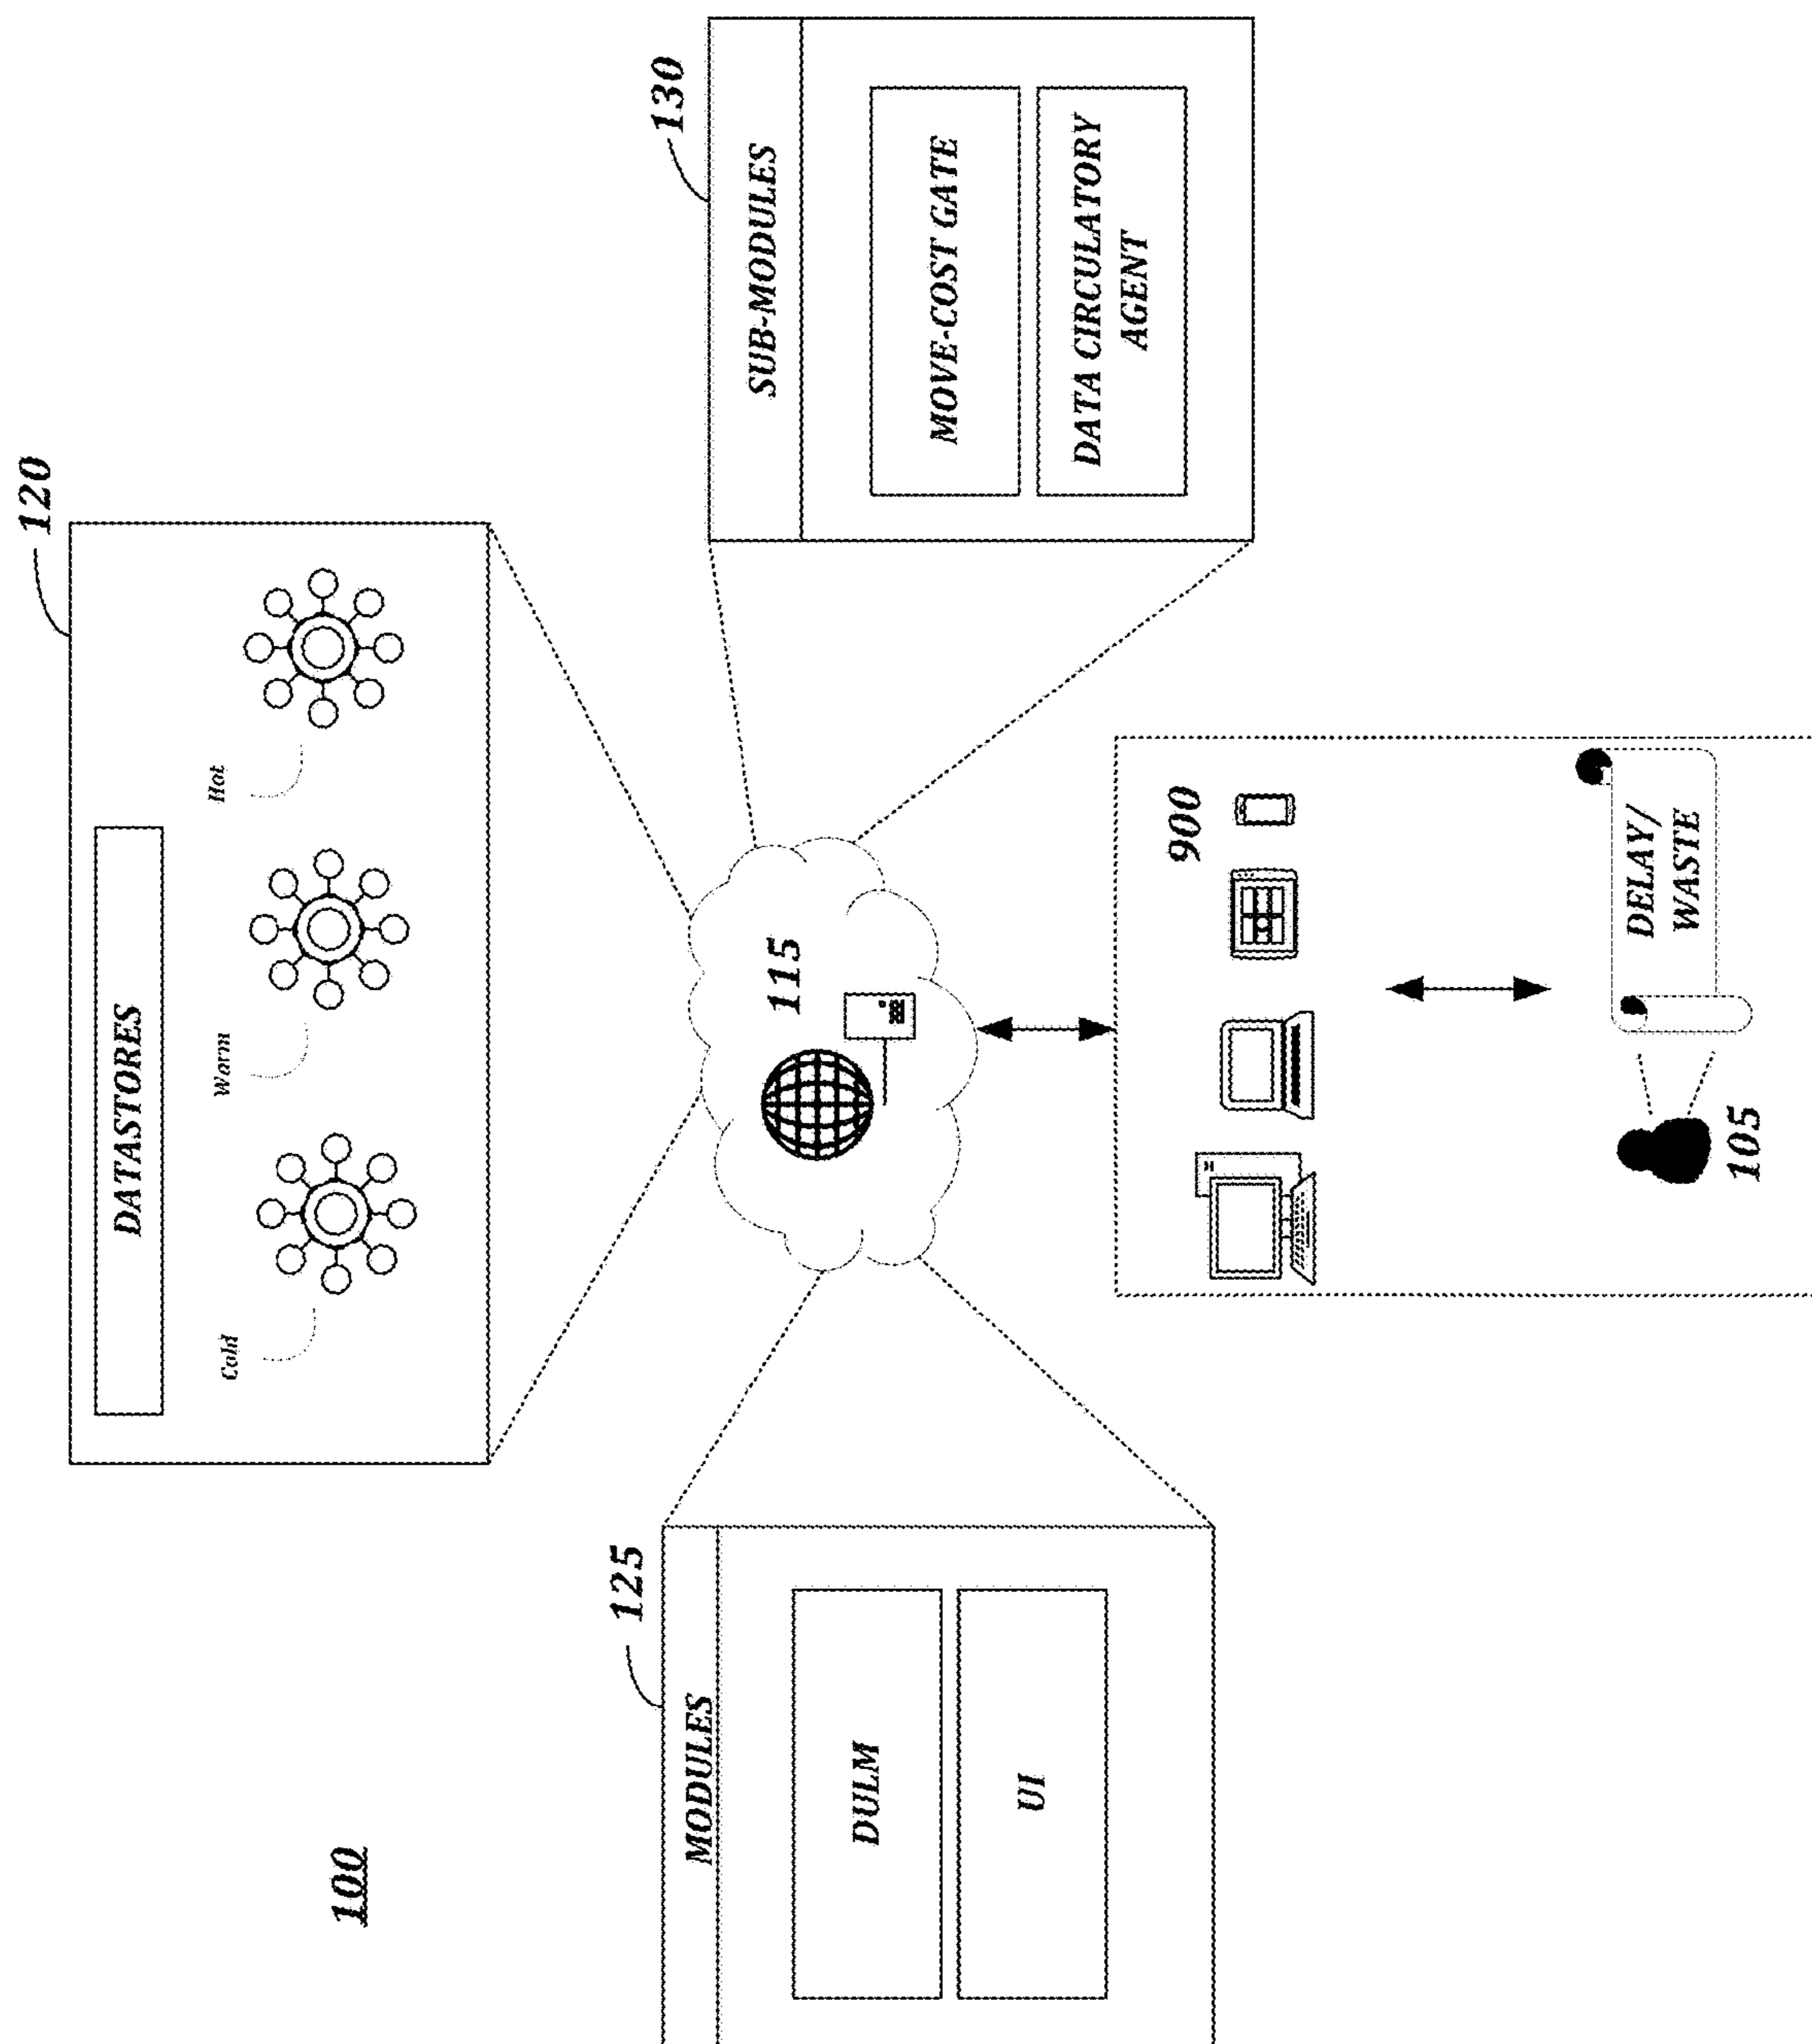 100
120
DATASTORES
Cold
Warm
Hot
125
MODULES
DULM
UI
115
130
SUB-MODULES
MOVE-COST GATE
DATA CIRCULATORY
AGENT
900
105
DELAY/
WASTE